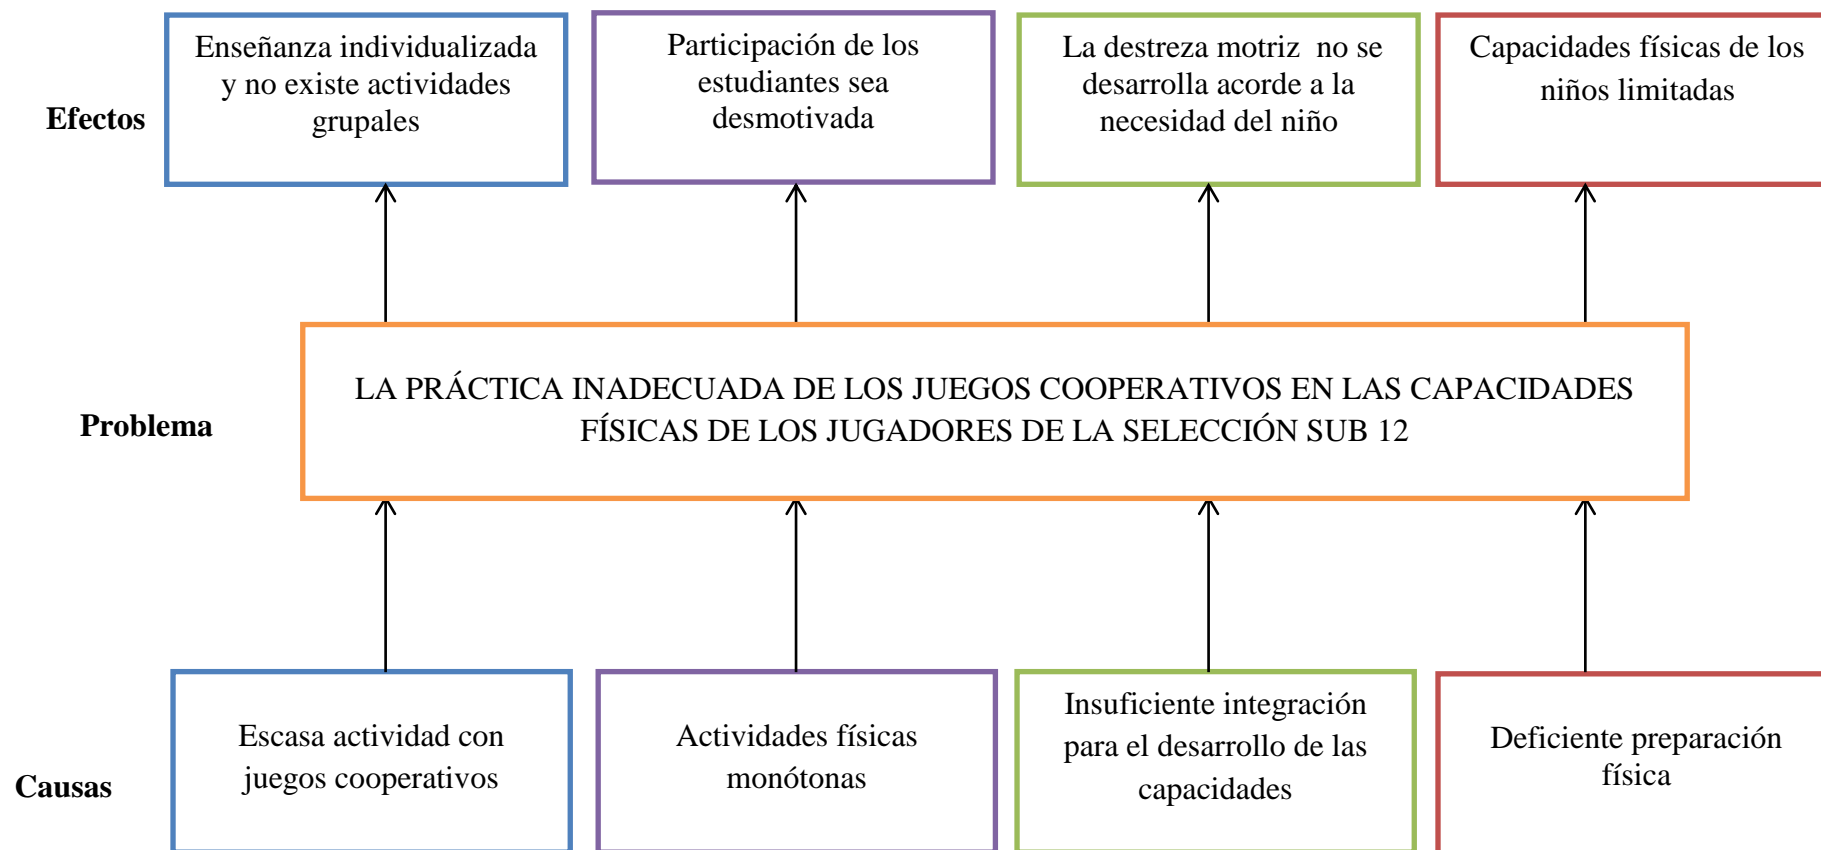 Efectos
Enseñanza individualizada
y no existe actividades
grupales
Participación de los
estudiantes sea
desmotivada
La destreza motriz  no se
desarrolla acorde a la
necesidad del niño
Capacidades físicas de los
niños limitadas
Problema
LA PRÁCTICA INADECUADA DE LOS JUEGOS COOPERATIVOS EN LAS CAPACIDADES
FÍSICAS DE LOS JUGADORES DE LA SELECCIÓN SUB 12
Causas
Escasa actividad con
juegos cooperativos
Actividades físicas
monótonas
Insuficiente integración
para el desarrollo de las
capacidades
Deficiente preparación
física